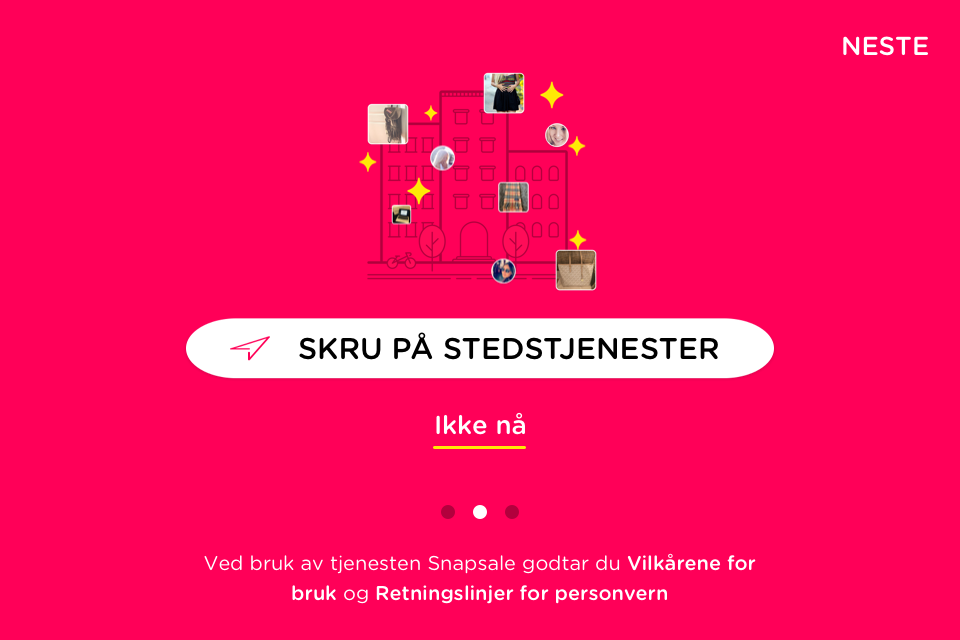 NESTE
SKRU PÅ STEDSTJENESTER
Ikke nå
Ved bruk av tjenesten Snapsale godtar du Vilkårene for
bruk og Retningslinjer for personvern